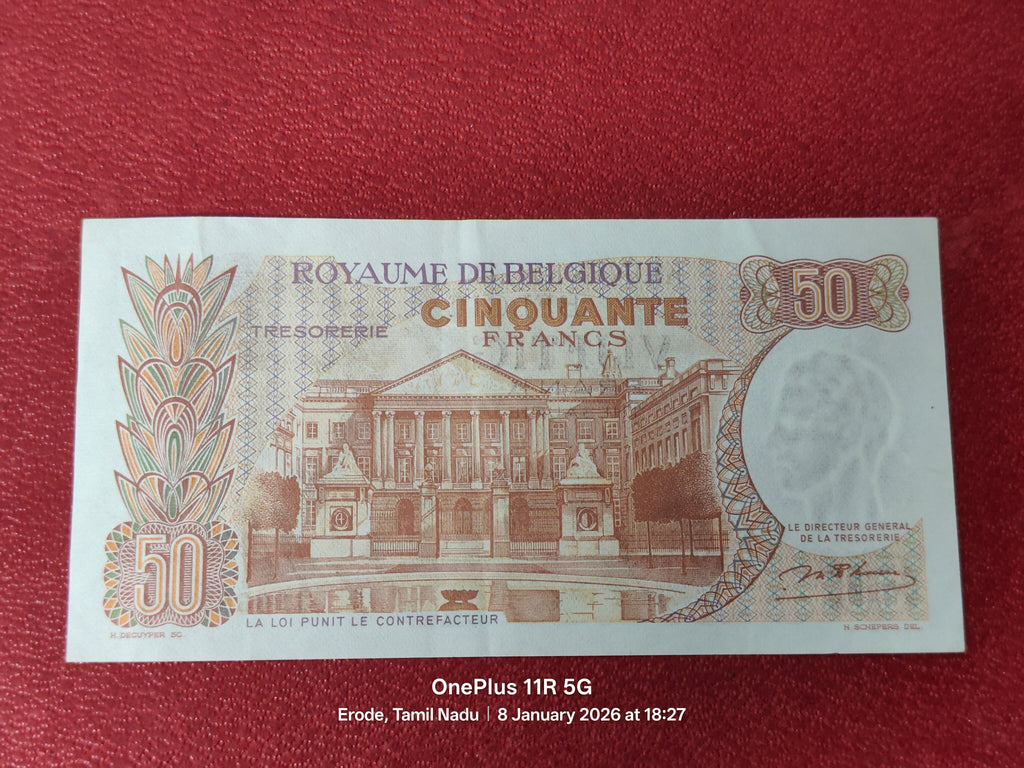 ROYAUME DE BELGIQUE
50
CINQUANTE
TRESORERIE
FRANCS
LE DIRECTEUR GENERAL
DE LA TRESORERIE
50
LA LOI PUNIT LE CONTREFACTEUR
H. DECUYPER SC.
N. SCHEPERS DEL.
OnePlus 11R 5G
Erode, Tamil Nadu | 8 January 2026 at 18:27